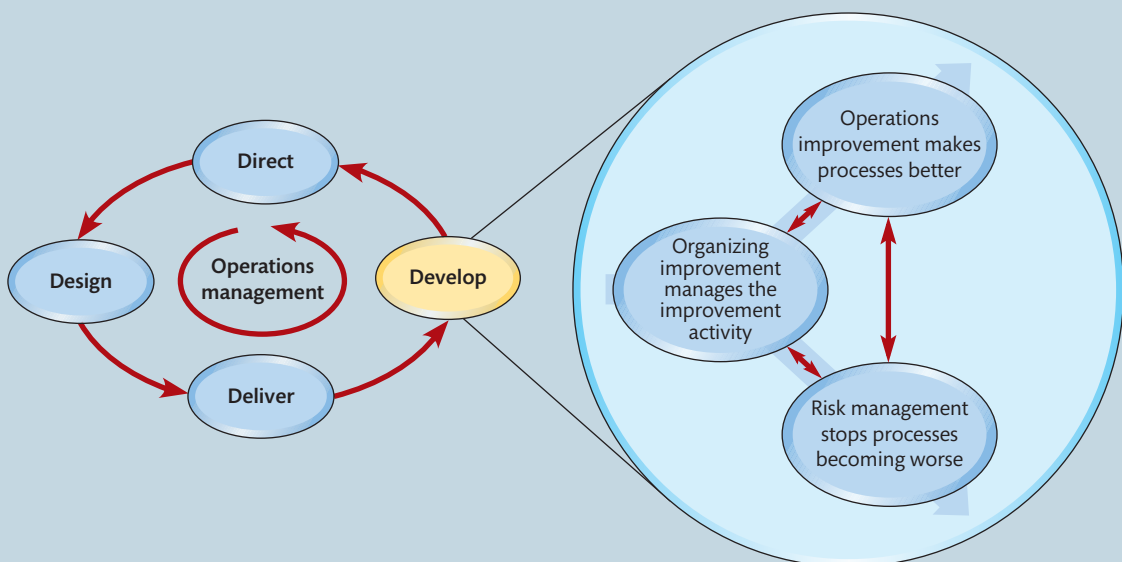 Direct
Design
Operations
management
Develop
Deliver
Operations
improvement makes
processes better
Organizing
improvement
manages the
improvement
activity
Risk management
stops processes
becoming worse